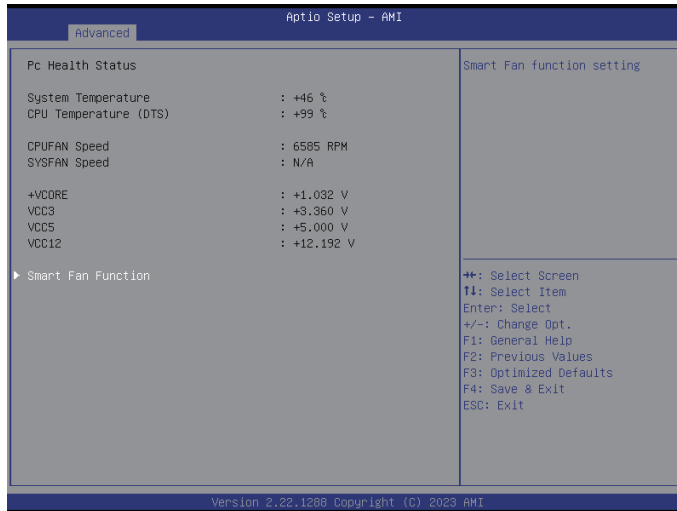 Aptio Setup – AMI
Advanced
Pc Health Status
System Temperature : +46 ℃
CPU Temperature (DTS) : +99 ℃
CPUFAN Speed : 6585 RPM
SYSFAN Speed : N/A
+VCORE : +1.032 V
VCC3 : +3.360 V
VCC5 : +5.000 V
VCC12 : +12.192 V
Smart Fan Function
Smart Fan function setting
→←: Select Screen
↑↓: Select Item
Enter: Select
+/-: Change Opt.
F1: General Help
F2: Previous Values
F3: Optimized Defaults
F4: Save & Exit
ESC: Exit
Version 2.22.1288 Copyright (C) 2023 AMI